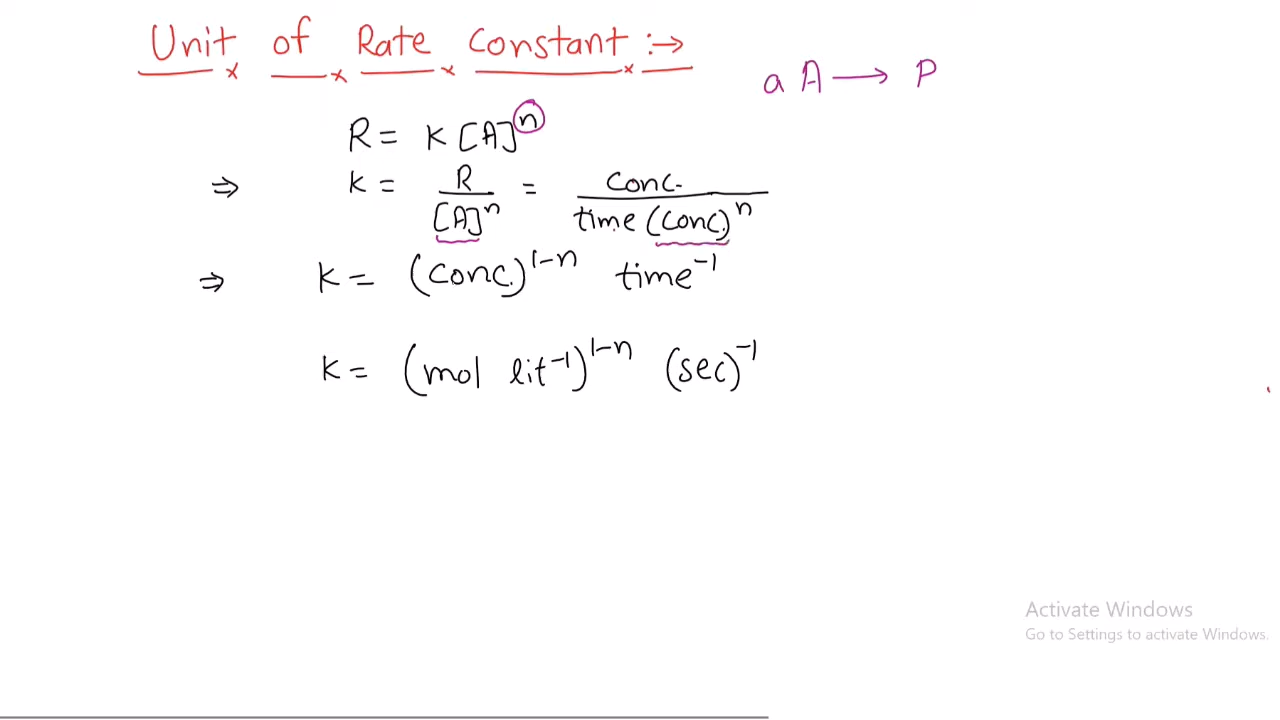 Unit of Rate Constant :→
a A → P
R = K [A]^n
⇒ K = R / [A]^n = Conc. / time (Conc.)^n
⇒ K = (Conc.)^1-n time^-1
K = (mol lit^-1)^1-n (sec)^-1
Activate Windows
Go to Settings to activate Windows.